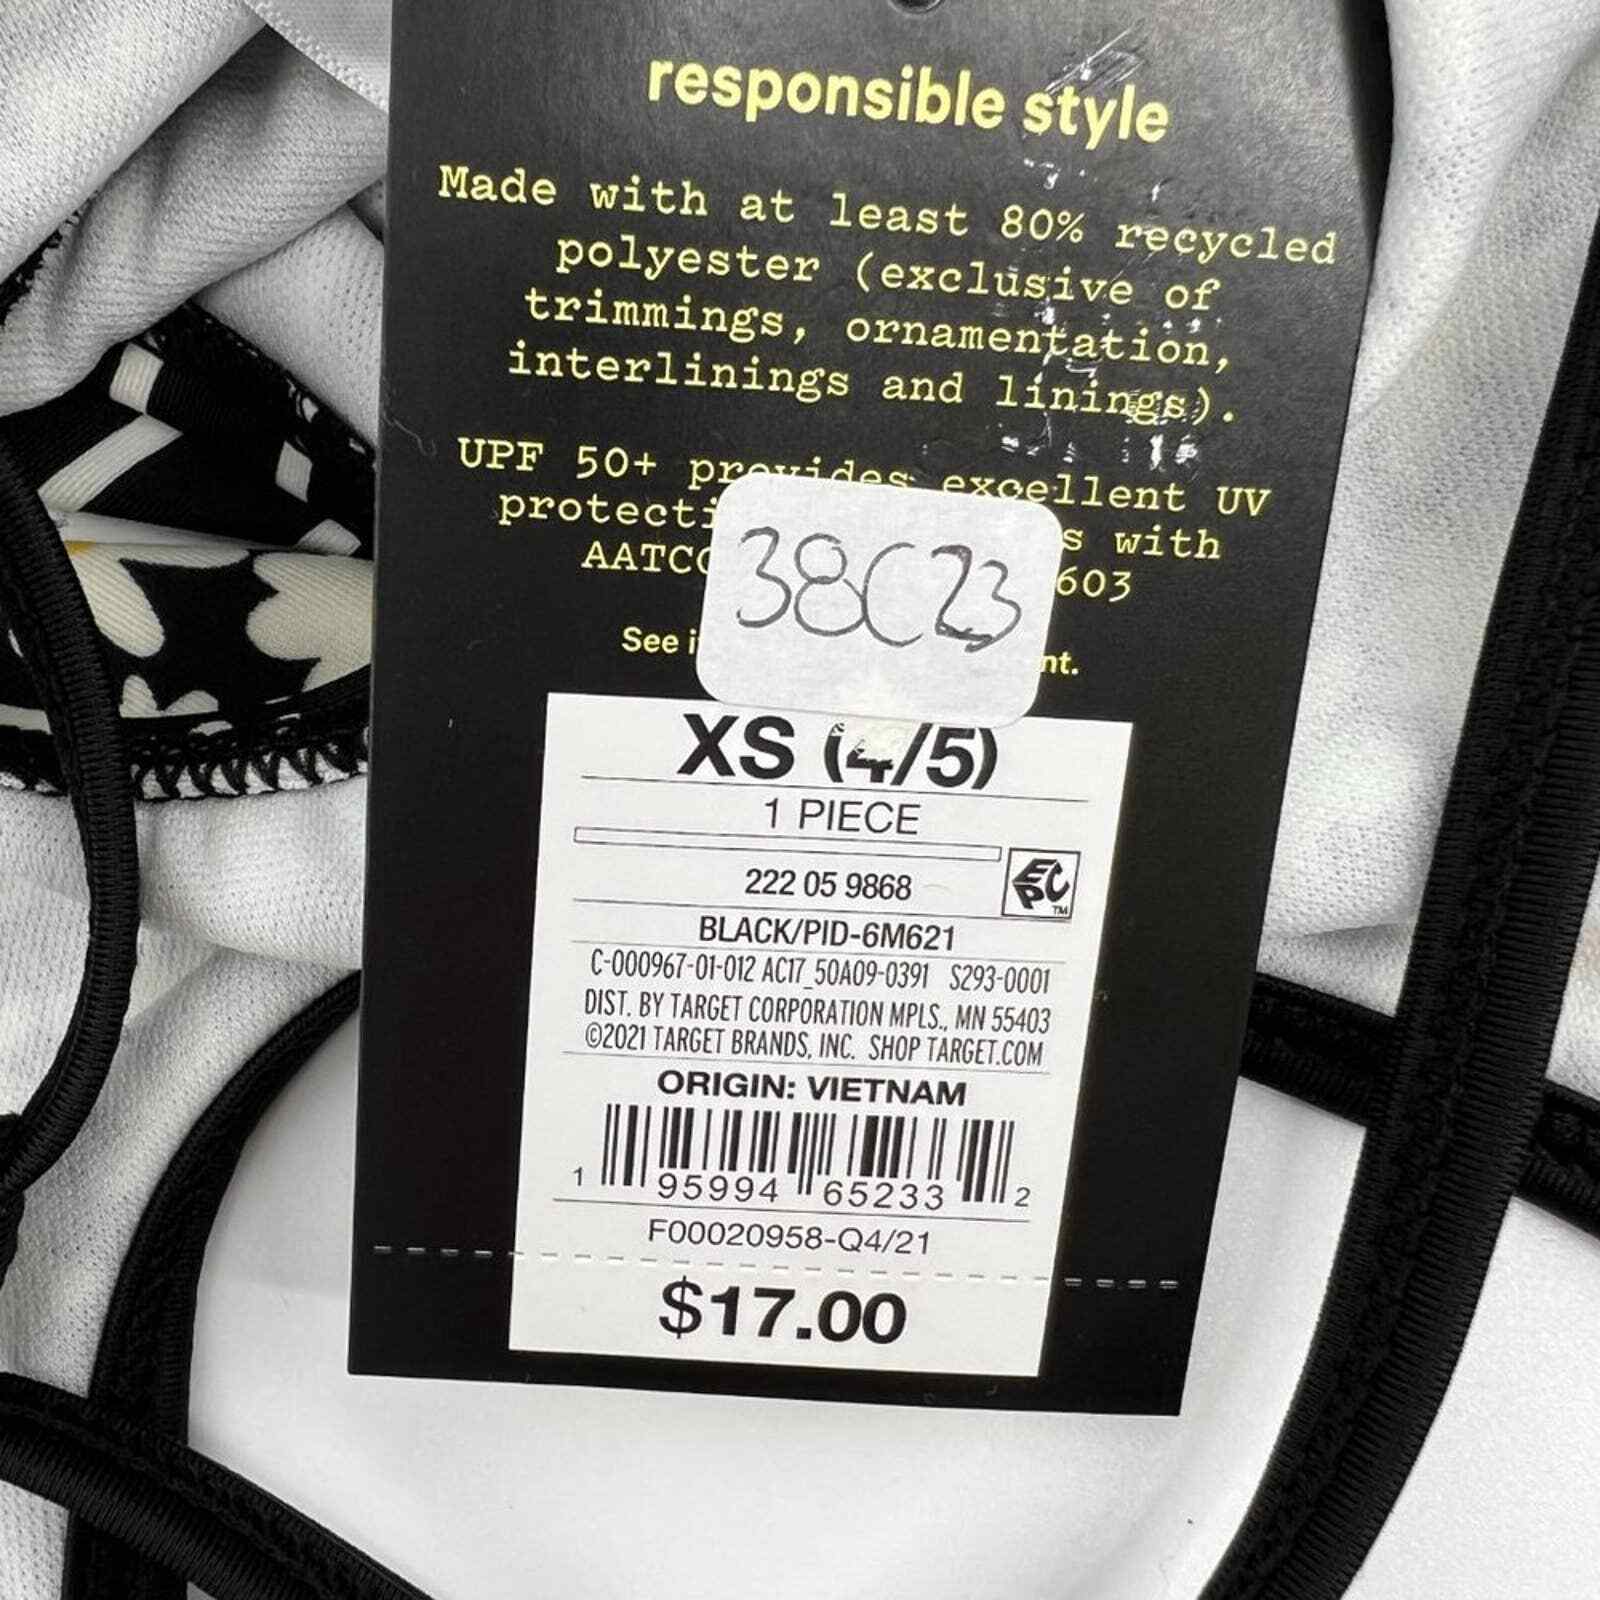 responsible style
Made with at least 80% recycled
polyester (exclusive of
trimmings, ornamentation,
interlinings and linings).
UPF 50+ provides excellent UV
with
603
See
38C23
XS (4/5)
1 PIECE
222 05 9868
EPC TM
BLACK/PID-6M621
C-000967-01-012 AC17_50A09-0391 S293-0001
DIST. BY TARGET CORPORATION MPLS., MN 55403
©2021 TARGET BRANDS, INC. SHOP TARGET.COM
ORIGIN: VIETNAM
1 95994 65233 2
F00020958-Q4/21
$17.00